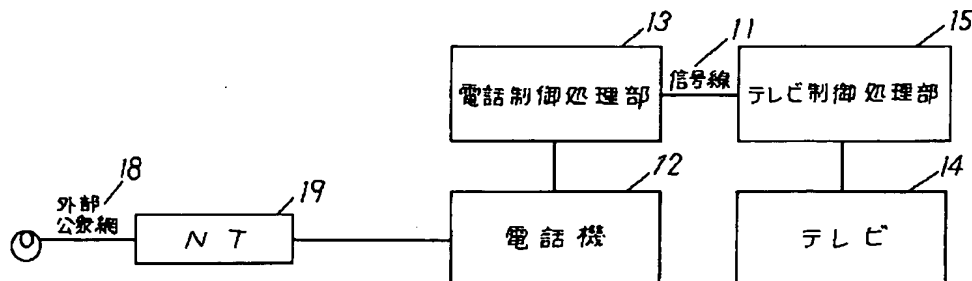 13
11
15
電話制御処理部
信号線
テレビ制御処理部
18
外部
公衆網
19
NT
12
電話機
14
テレビ